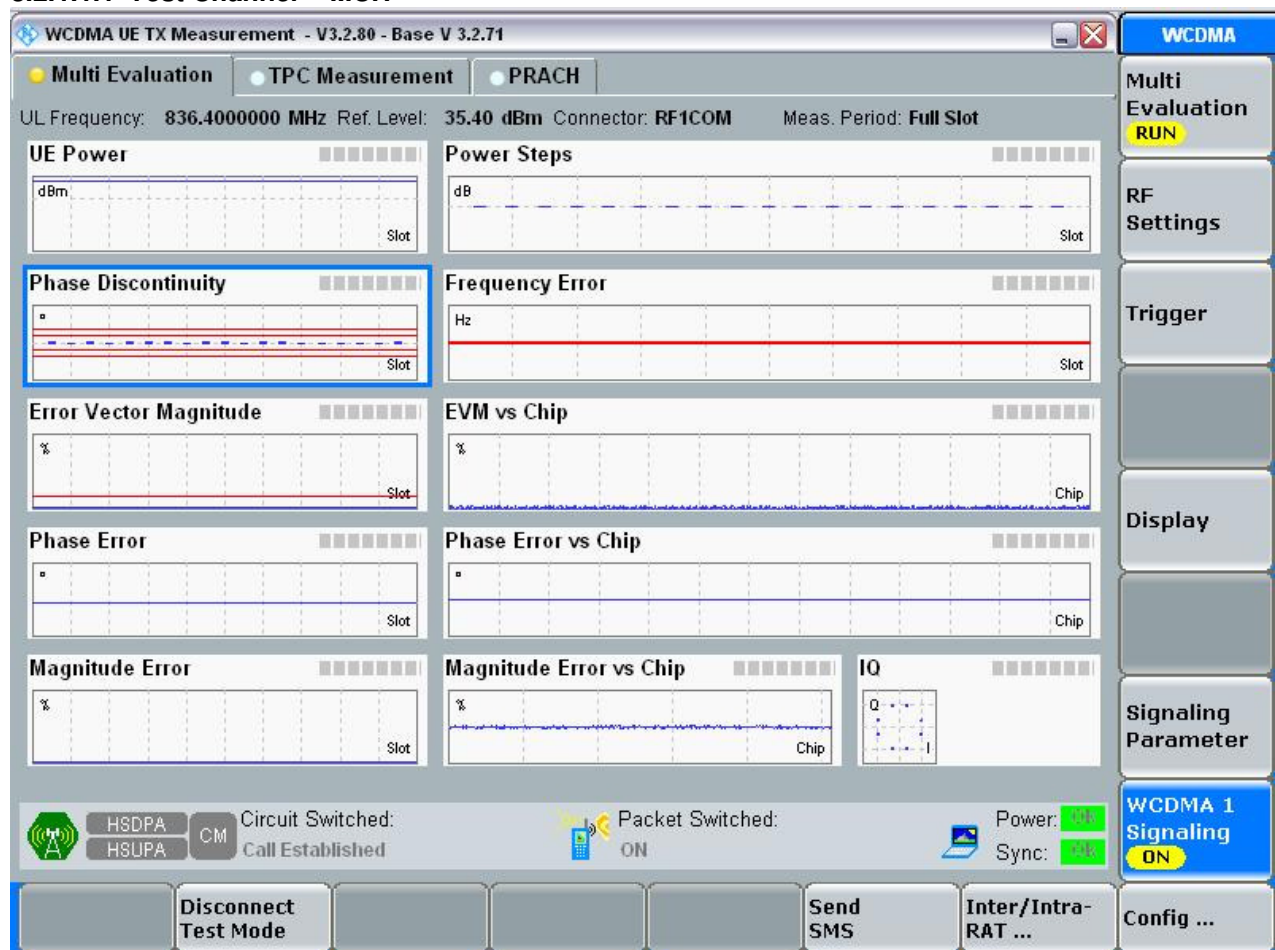 WCDMA UE TX Measurement - V3.2.80 - Base V 3.2.71
WCDMA
Multi Evaluation
TPC Measurement
PRACH
UL Frequency: 836.4000000 MHz Ref. Level: 35.40 dBm Connector: RF1COM Meas. Period: Full Slot
Multi
Evaluation
RUN
UE Power
dBm
Slot
Power Steps
dB
Slot
RF
Settings
Phase Discontinuity
°
Slot
Frequency Error
Hz
Slot
Trigger
Error Vector Magnitude
%
Slot
EVM vs Chip
%
Chip
Display
Phase Error
°
Slot
Phase Error vs Chip
°
Chip
Magnitude Error
%
Slot
Magnitude Error vs Chip
%
Chip
IQ
Q
I
Signaling
Parameter
HSDPA
HSUPA
CM
Circuit Switched:
Call Established
Packet Switched:
ON
Power: OK
Sync: OK
WCDMA 1
Signaling
ON
Disconnect
Test Mode
Send
SMS
Inter/Intra-
RAT ...
Config ...